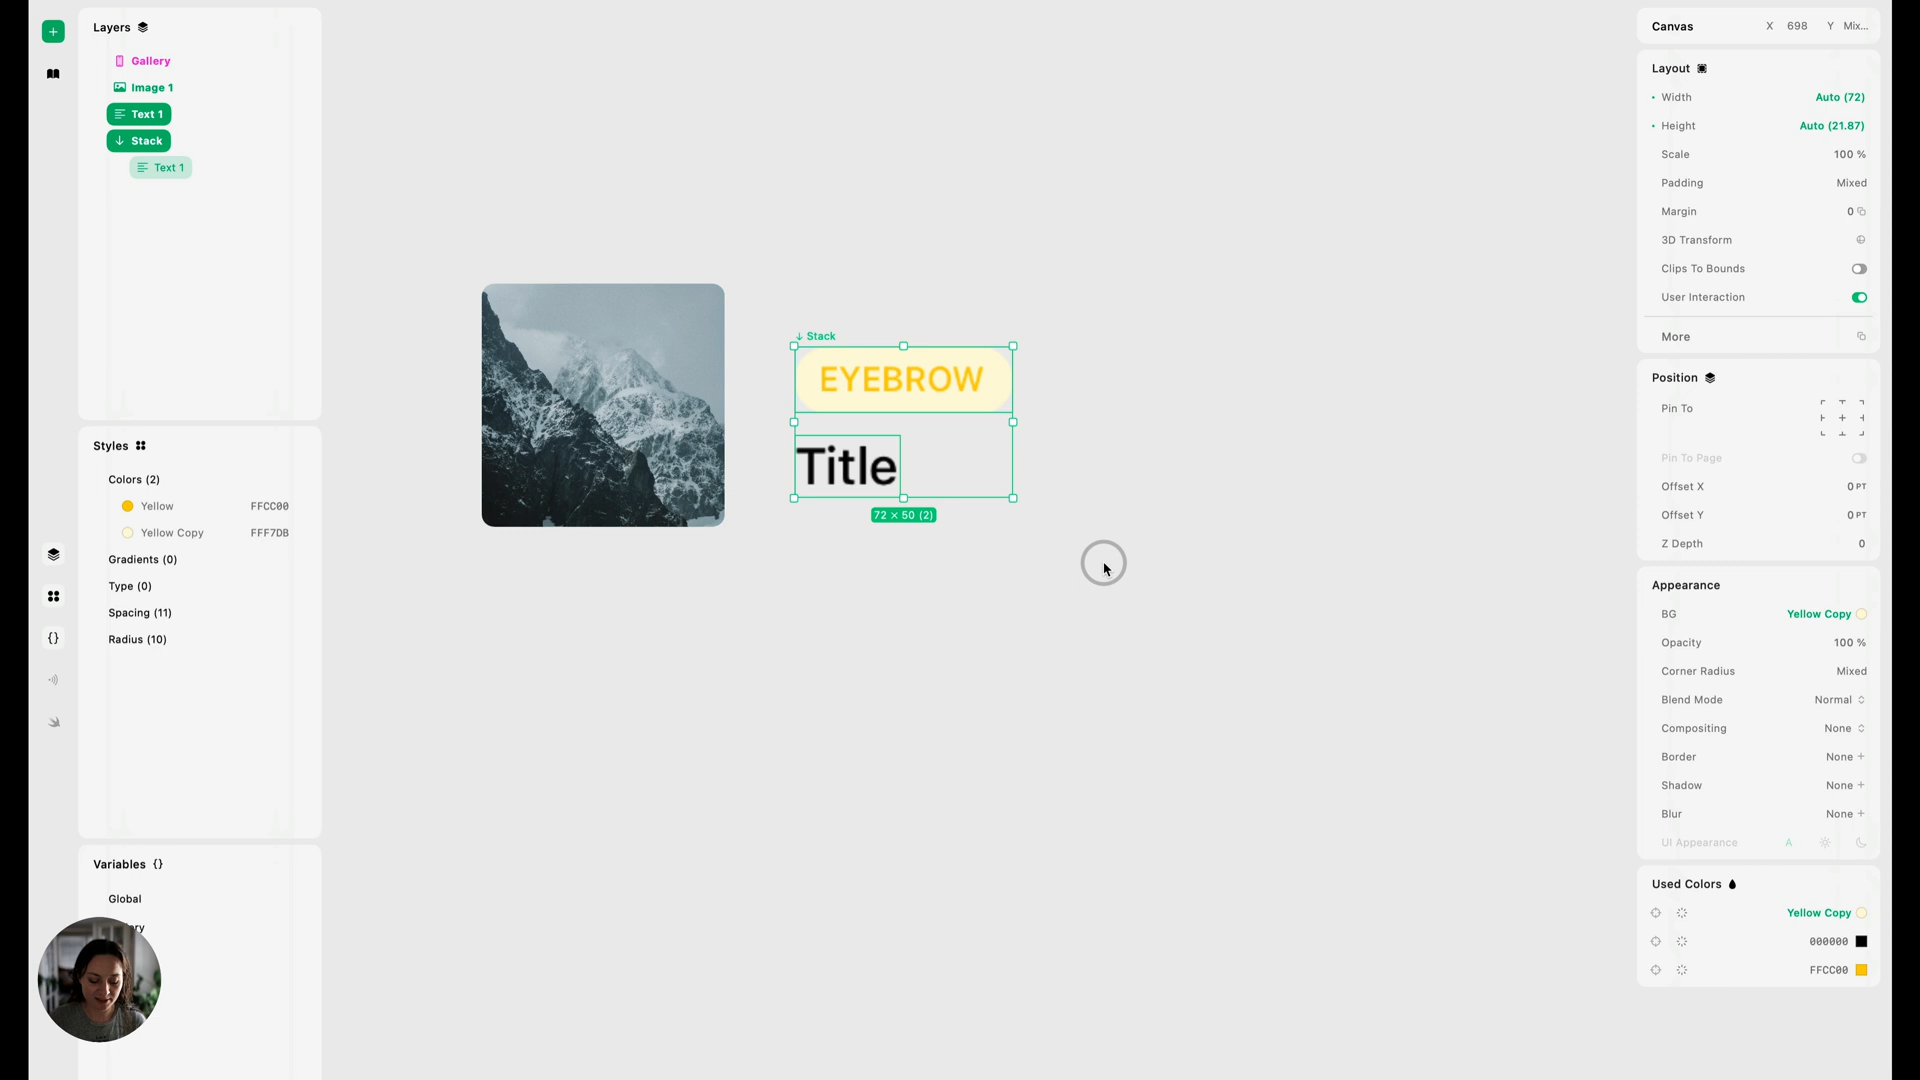 Layers
Gallery
Image 1
Text 1
Stack
Text 1
Styles
Colors (2)
Yellow FFCC00
Yellow Copy FFF7DB
Gradients (0)
Type (0)
Spacing (11)
Radius (10)
Variables {}
Global
ry
Stack
EYEBROW
Title
72 × 50 (2)
Canvas X 698 Y Mix...
Layout
Width Auto (72)
Height Auto (21.87)
Scale 100 %
Padding Mixed
Margin 0
3D Transform
Clips To Bounds
User Interaction
More
Position
Pin To
Pin To Page
Offset X 0 PT
Offset Y 0 PT
Z Depth 0
Appearance
BG Yellow Copy
Opacity 100 %
Corner Radius Mixed
Blend Mode Normal
Compositing None
Border None +
Shadow None +
Blur None +
UI Appearance A
Used Colors
Yellow Copy
000000
FFCC00